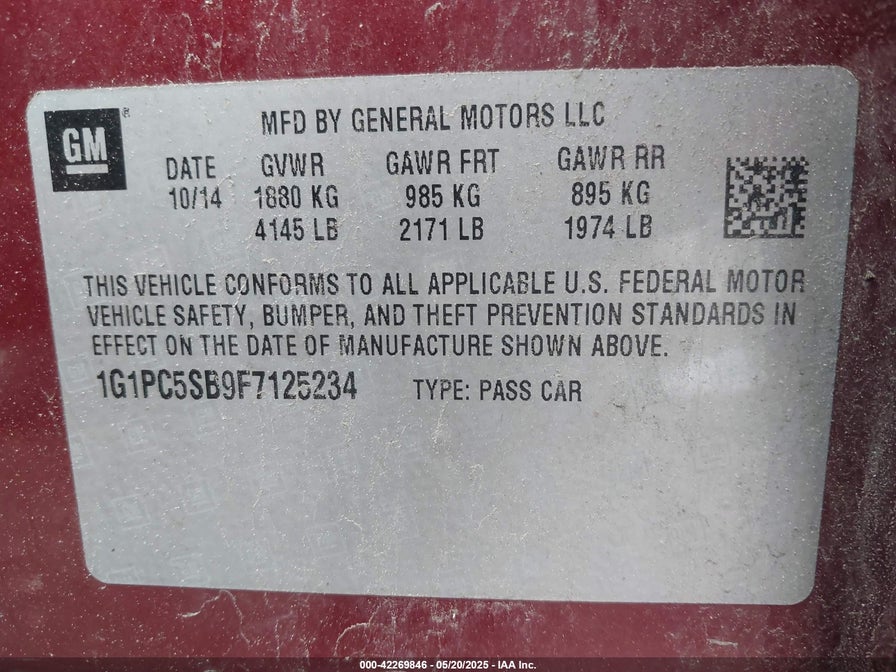 GM ®
MFD BY GENERAL MOTORS LLC
DATE GVWR GAWR FRT GAWR RR
10/14 1880 KG 985 KG 895 KG
4145 LB 2171 LB 1974 LB
THIS VEHICLE CONFORMS TO ALL APPLICABLE U.S. FEDERAL MOTOR
VEHICLE SAFETY, BUMPER, AND THEFT PREVENTION STANDARDS IN
EFFECT ON THE DATE OF MANUFACTURE SHOWN ABOVE.
1G1PC5SB9F7125234 TYPE: PASS CAR
000-42269846 - 05/20/2025 - IAA Inc.